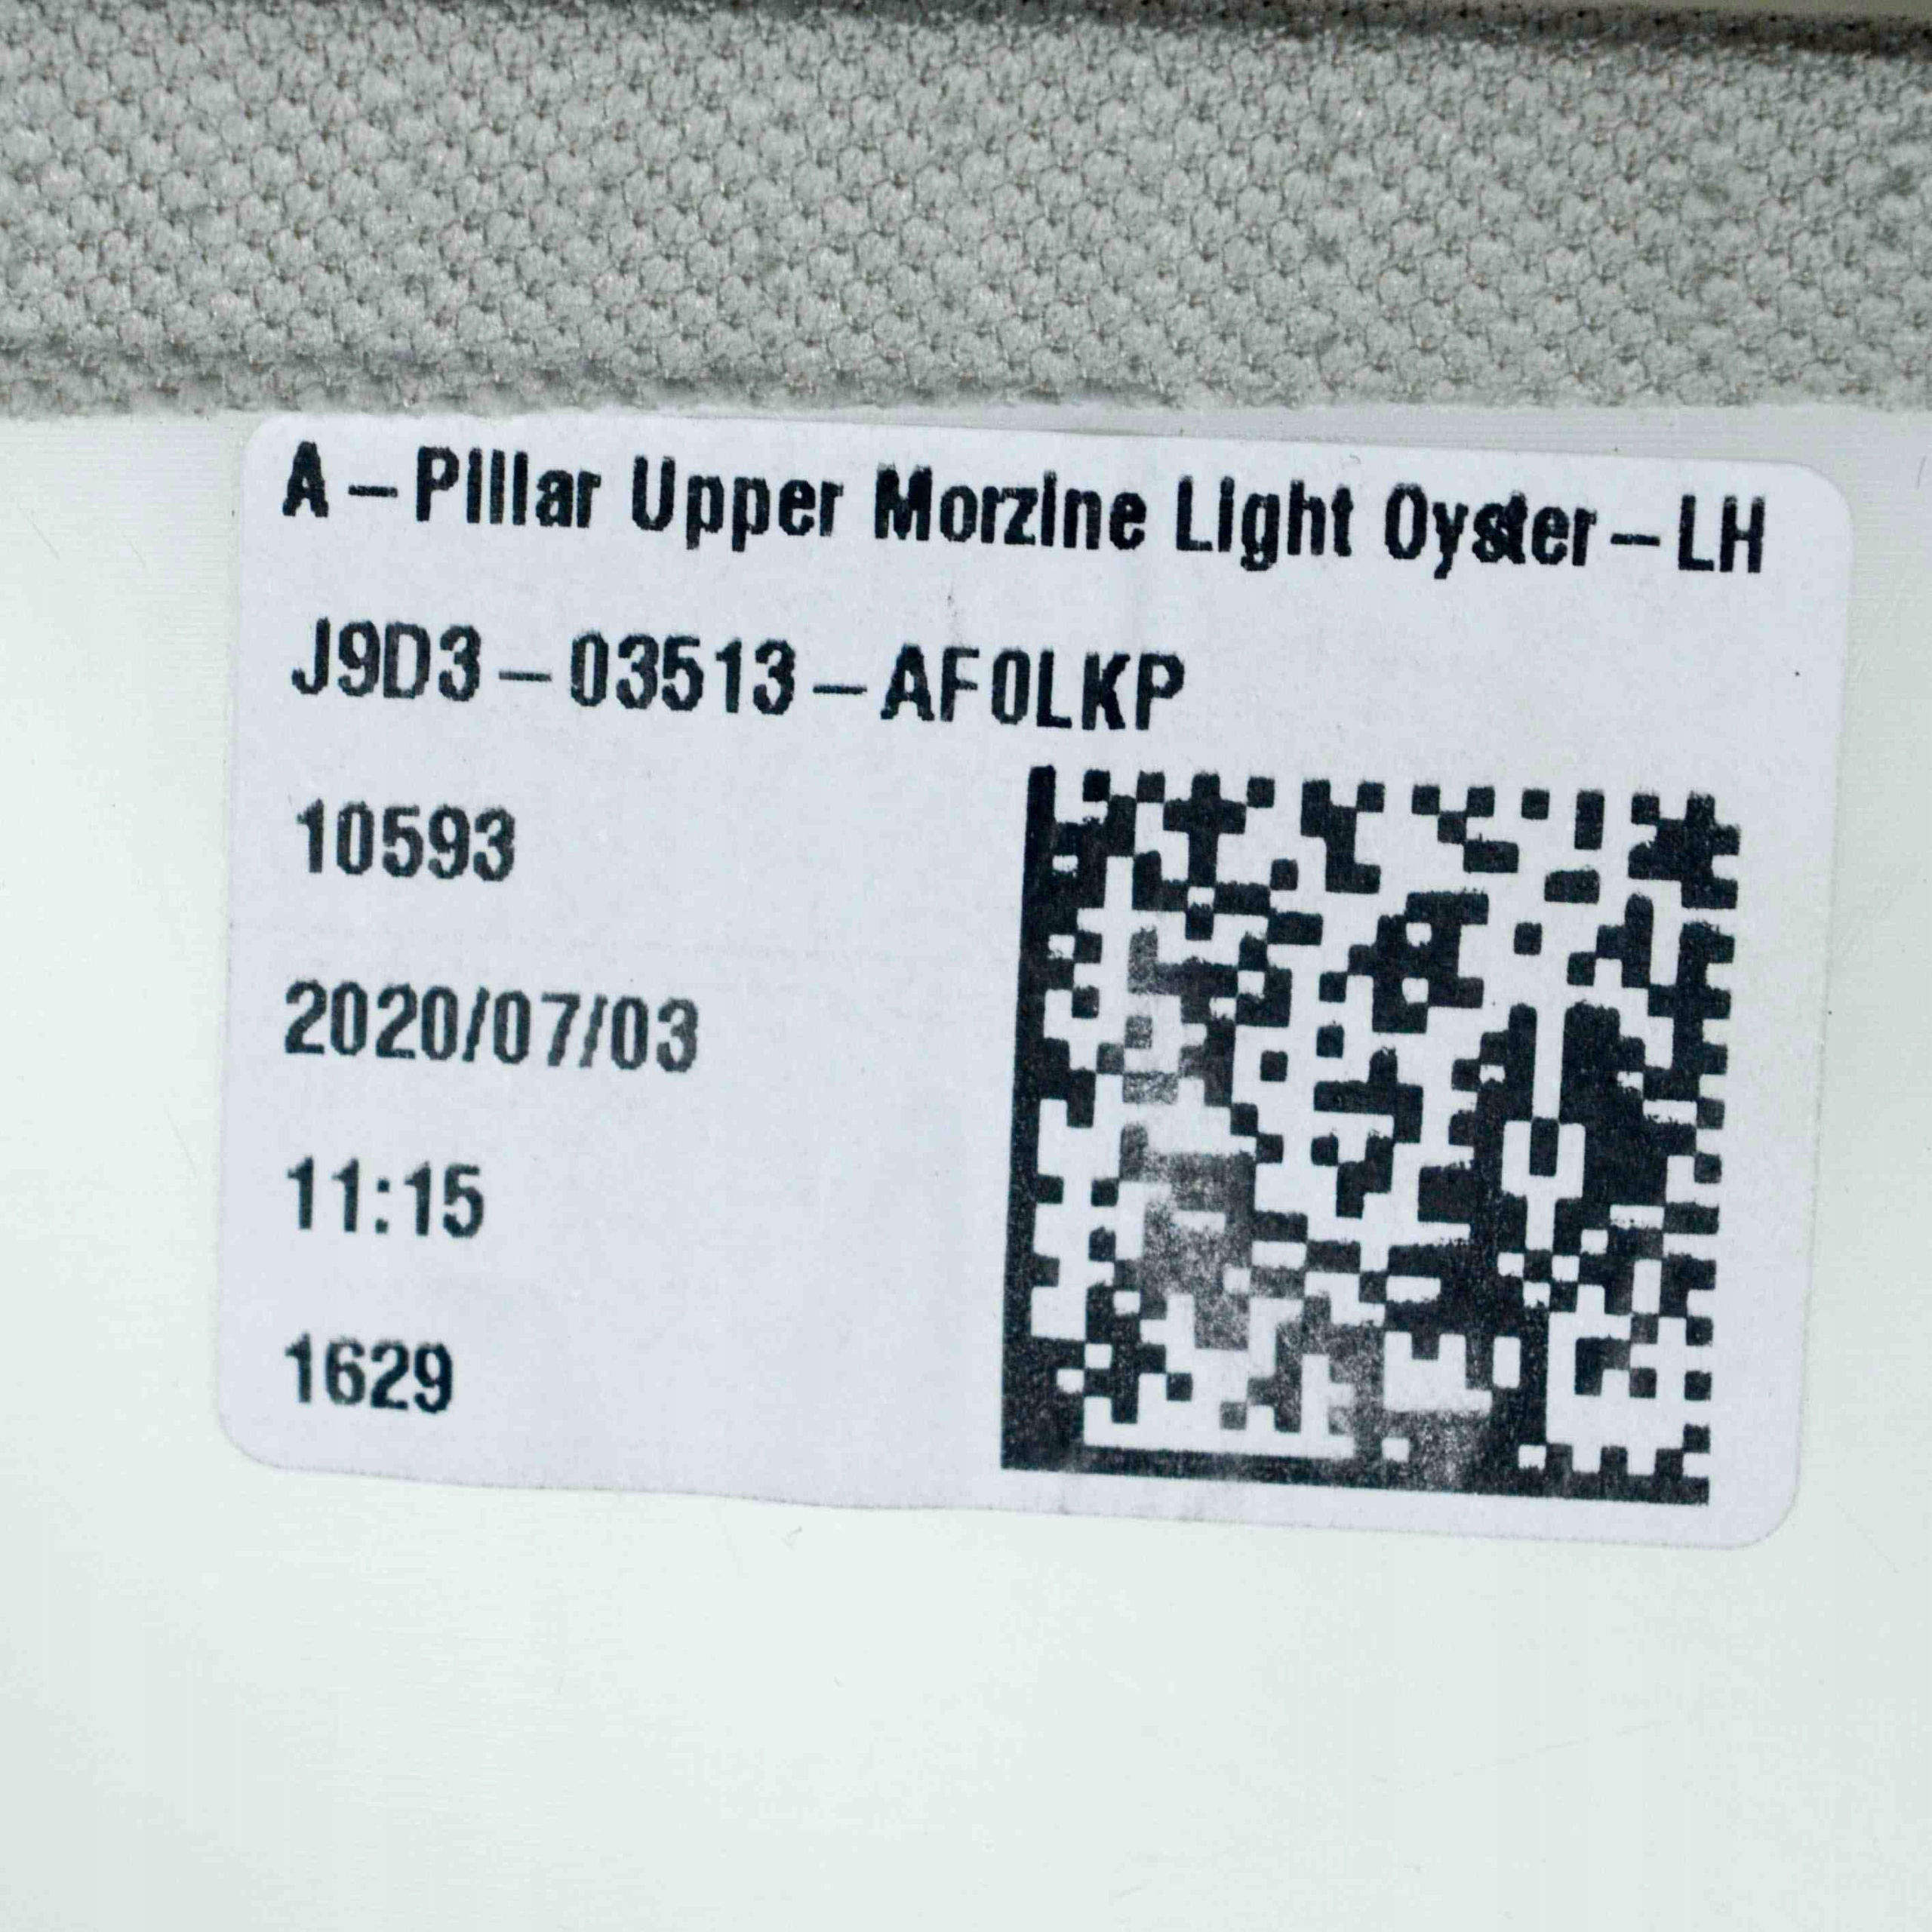 A-Pillar Upper Morzine Light Oyster-LH
J9D3-03513-AF0LKP
10593
2020/07/03
11:15
1629